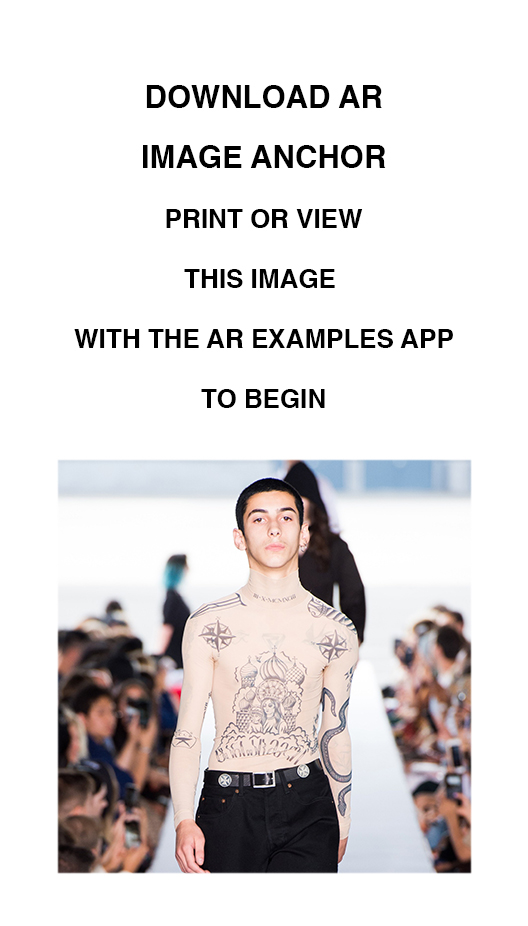 DOWNLOAD AR
IMAGE ANCHOR
PRINT OR VIEW
THIS IMAGE
WITH THE AR EXAMPLES APP
TO BEGIN